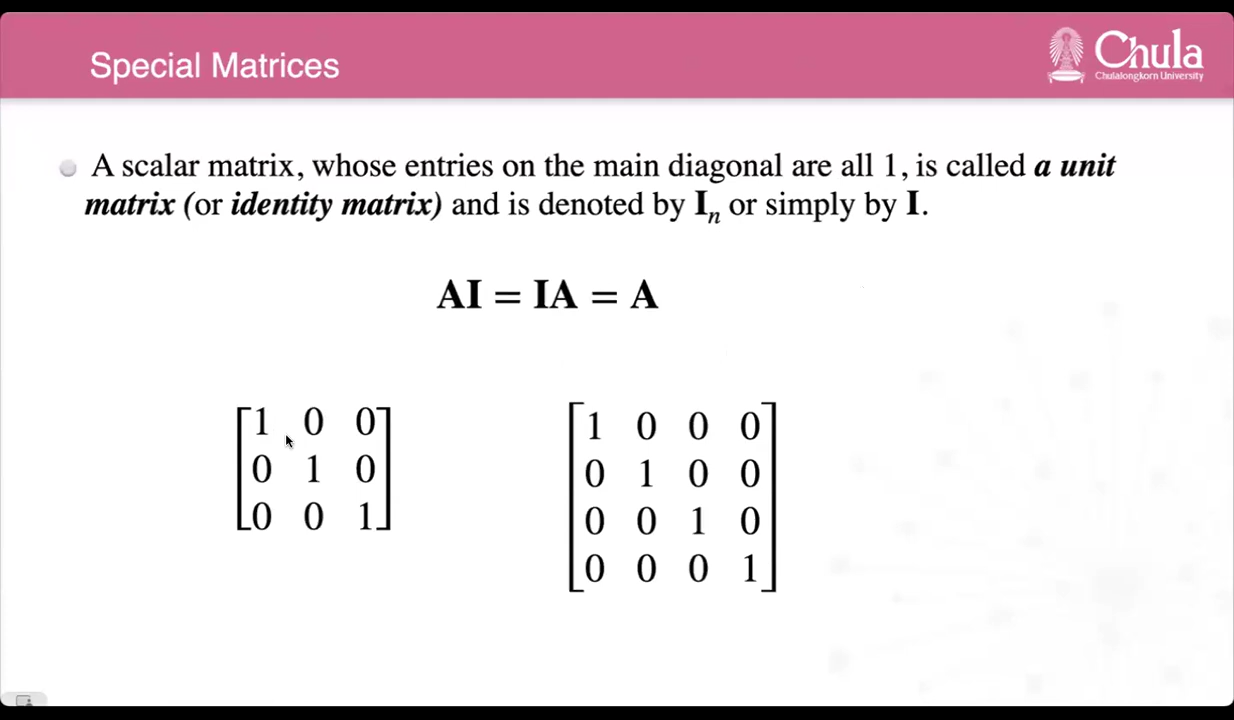 Special Matrices
Chula
Chulalongkorn University
A scalar matrix, whose entries on the main diagonal are all 1, is called a unit
matrix (or identity matrix) and is denoted by Iₙ or simply by I.
AI = IA = A
1 0 0
0 1 0
0 0 1
1 0 0 0
0 1 0 0
0 0 1 0
0 0 0 1